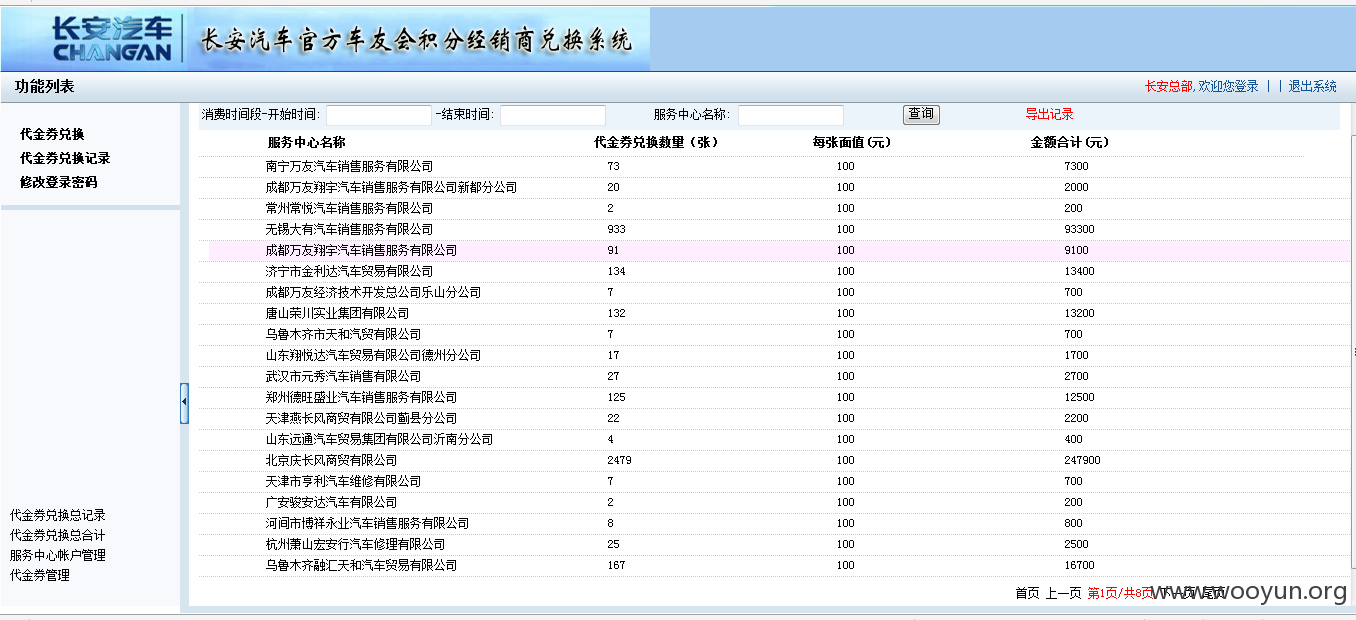 长安汽车 CHANGAN 长安汽车官方车友会积分经销商兑换系统
功能列表 长安总部, 欢迎您登录 | | 退出系统
代金券兑换
代金券兑换记录
修改登录密码
消费时间段-开始时间: -结束时间: 服务中心名称: 查询 导出记录
服务中心名称 代金券兑换数量（张） 每张面值(元) 金额合计(元)
南宁万友汽车销售服务有限公司 73 100 7300
成都万友翔宇汽车销售服务有限公司新都分公司 20 100 2000
常州常悦汽车销售服务有限公司 2 100 200
无锡大有汽车销售服务有限公司 933 100 93300
成都万友翔宇汽车销售服务有限公司 91 100 9100
济宁市金利达汽车贸易有限公司 134 100 13400
成都万友经济技术开发总公司乐山分公司 7 100 700
唐山荣川实业集团有限公司 132 100 13200
乌鲁木齐市天和汽贸有限公司 7 100 700
山东翔悦达汽车贸易有限公司德州分公司 17 100 1700
武汉市元秀汽车销售有限公司 27 100 2700
郑州德旺盛业汽车销售服务有限公司 125 100 12500
天津燕长风商贸有限公司蓟县分公司 22 100 2200
山东远通汽车贸易集团有限公司沂南分公司 4 100 400
北京庆长风商贸有限公司 2479 100 247900
天津市亨利汽车维修有限公司 7 100 700
广安骏安达汽车有限公司 2 100 200
河间市博祥永业汽车销售服务有限公司 8 100 800
杭州萧山宏安行汽车修理有限公司 25 100 2500
乌鲁木齐融汇天和汽车贸易有限公司 167 100 16700
代金券兑换总记录
代金券兑换总合计
服务中心帐户管理
代金券管理
首页 上一页 第1页/共8页 下一页 尾页
www.wooyun.org